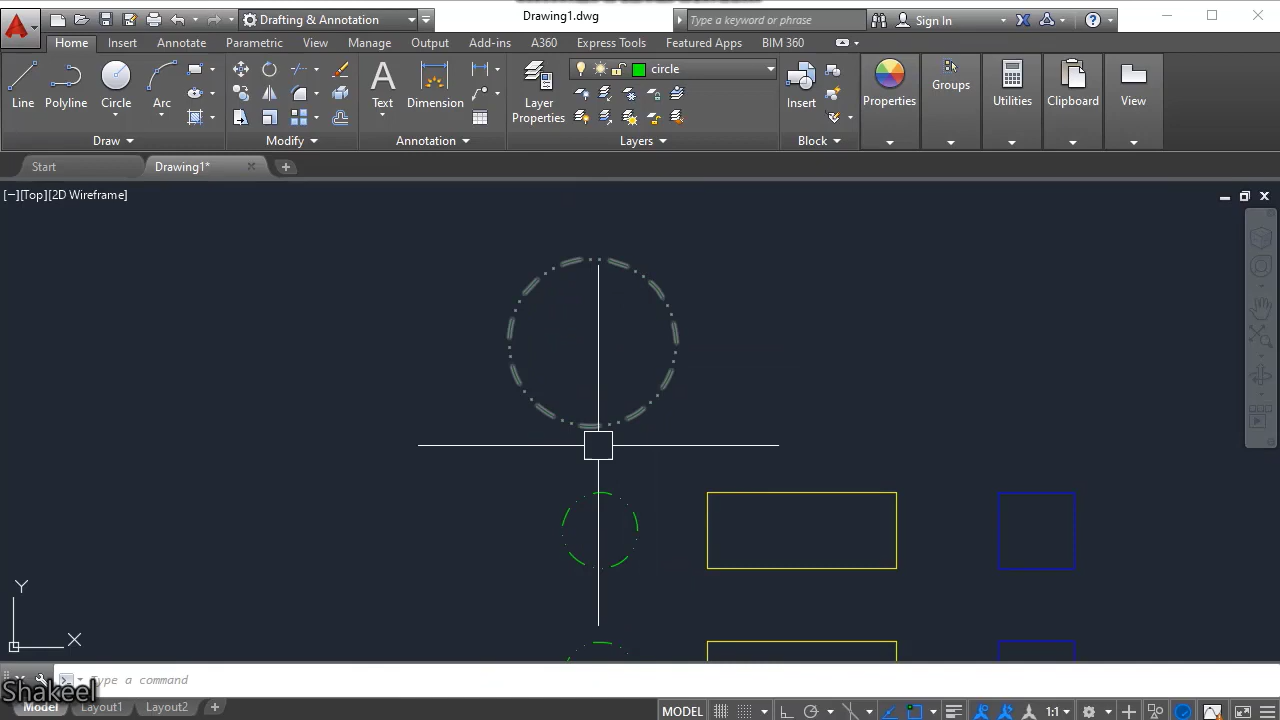 Drafting & Annotation
Drawing1.dwg
Type a keyword or phrase
Sign In
Home
Insert
Annotate
Parametric
View
Manage
Output
Add-ins
A360
Express Tools
Featured Apps
BIM 360
Line
Polyline
Circle
Arc
Text
Dimension
Layer
Properties
circle
Insert
Properties
Groups
Utilities
Clipboard
View
Draw
Modify
Annotation
Layers
Block
Start
Drawing1*
[−][Top][2D Wireframe]
Y
X
Type a command
Shakeel
Model
Layout1
Layout2
MODEL
1:1